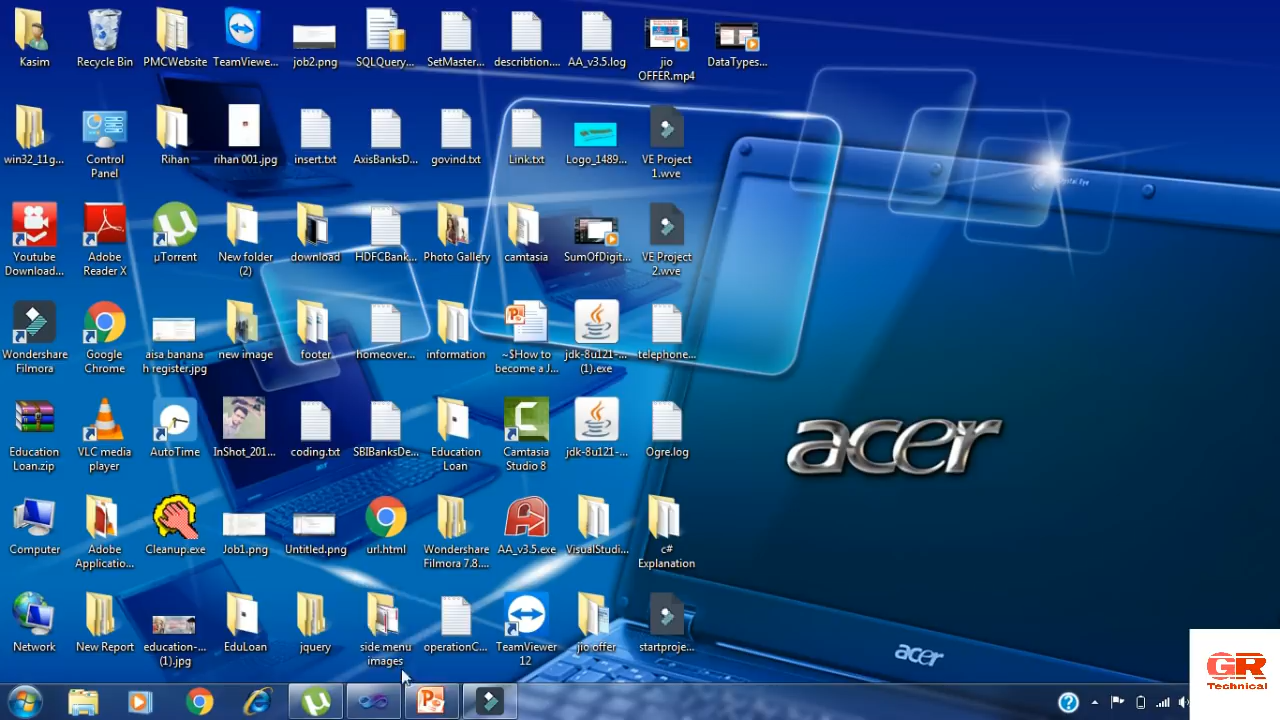 Kasim
Recycle Bin
PMCWebsite
TeamViewe...
job2.png
SQLQuery...
SetMaster...
describtion....
AA_v3.5.log
jio
OFFER.mp4
DataTypes...
win32_11g...
Control
Panel
Rihan
rihan 001.jpg
insert.txt
AxisBanksD...
govind.txt
Link.txt
Logo_1489...
VE Project
1.wve
Youtube
Download...
Adobe
Reader X
µTorrent
New folder
(2)
download
HDFCBank...
Photo Gallery
camtasia
SumOfDigit...
VE Project
2.wve
Wondershare
Filmora
Google
Chrome
aisa banana
h register.jpg
new image
footer
homeover...
information
~$How to
become a J...
jdk-8u121-...
(1).exe
telephone...
Education
Loan.zip
VLC media
player
AutoTime
InShot_201...
coding.txt
SBIBanksDe...
Education
Loan
Camtasia
Studio 8
jdk-8u121-...
Ogre.log
acer
Computer
Adobe
Applicatio...
Cleanup.exe
Job1.png
Untitled.png
url.html
Wondershare
Filmora 7.8....
AA_v3.5.exe
VisualStudi...
c#
Explanation
Network
New Report
education-...
(1).jpg
EduLoan
jquery
side menu
images
operationC...
TeamViewer
12
jio offer
startproje...
acer
GR
Technical